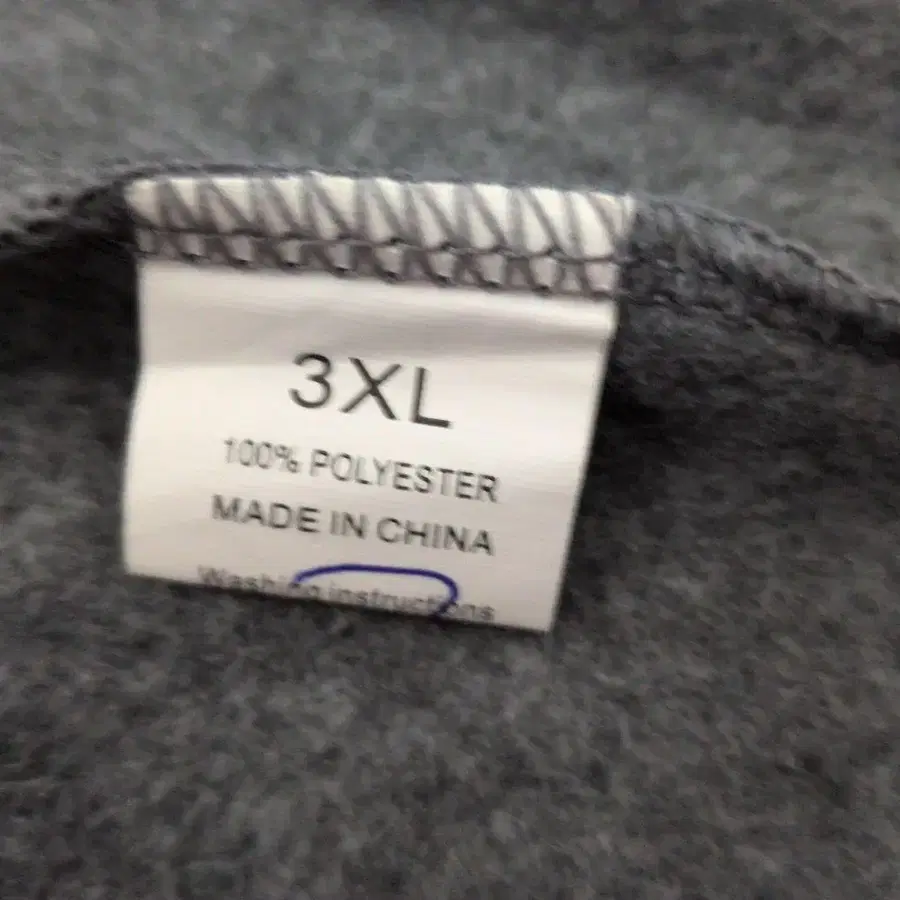 3XL
100% POLYESTER
MADE IN CHINA
Washing instructions